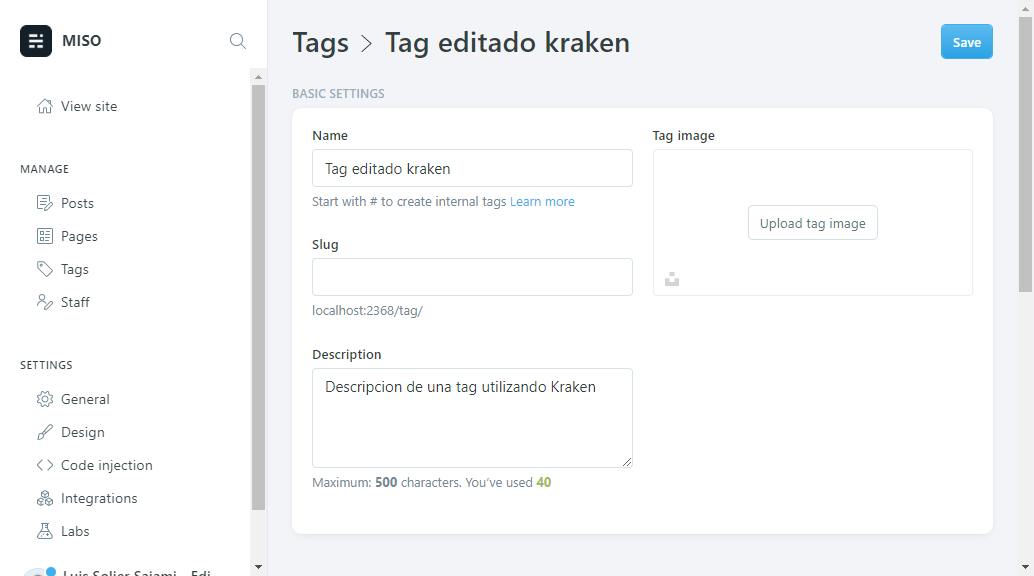 MISO
View site
MANAGE
Posts
Pages
Tags
Staff
SETTINGS
General
Design
Code injection
Integrations
Labs
Tags > Tag editado kraken
Save
BASIC SETTINGS
Name
Tag editado kraken
Start with # to create internal tags Learn more
Slug
localhost:2368/tag/
Description
Descripcion de una tag utilizando Kraken
Maximum: 500 characters. You've used 40
Tag image
Upload tag image